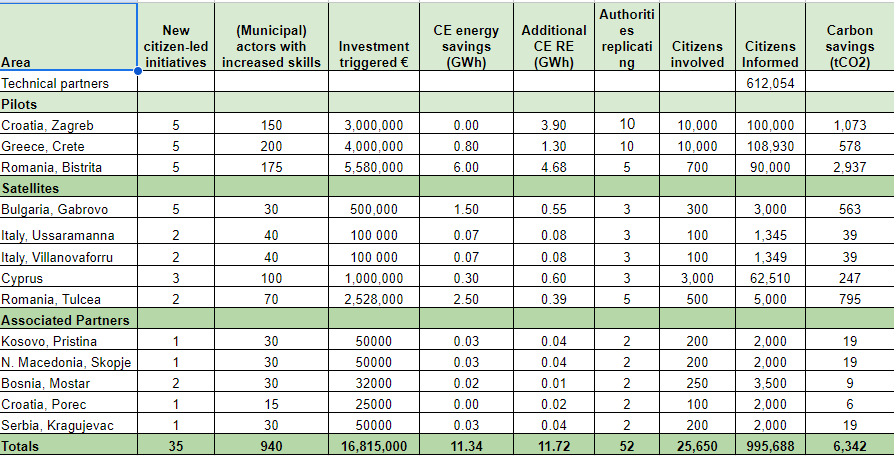 Area | New citizen-led initiatives | (Municipal) actors with increased skills | Investment triggered € | CE energy savings (GWh) | Additional CE RE (GWh) | Authoriti es replicati ng | Citizens involved | Citizens Informed | Carbon savings (tCO2)
Technical partners | | | | | | | | 612,054 |
Pilots
Croatia, Zagreb | 5 | 150 | 3,000,000 | 0.00 | 3.90 | 10 | 10,000 | 100,000 | 1,073
Greece, Crete | 5 | 200 | 4,000,000 | 0.80 | 1.30 | 10 | 10,000 | 108,930 | 578
Romania, Bistrita | 5 | 175 | 5,580,000 | 6.00 | 4.68 | 5 | 700 | 90,000 | 2,937
Satellites
Bulgaria, Gabrovo | 5 | 30 | 500,000 | 1.50 | 0.55 | 3 | 300 | 3,000 | 563
Italy, Ussaramanna | 2 | 40 | 100 000 | 0.07 | 0.08 | 3 | 100 | 1,345 | 39
Italy, Villanovaforru | 2 | 40 | 100 000 | 0.07 | 0.08 | 3 | 100 | 1,349 | 39
Cyprus | 3 | 100 | 1,000,000 | 0.30 | 0.60 | 3 | 3,000 | 62,510 | 247
Romania, Tulcea | 2 | 70 | 2,528,000 | 2.50 | 0.39 | 5 | 500 | 5,000 | 795
Associated Partners
Kosovo, Pristina | 1 | 30 | 50000 | 0.03 | 0.04 | 2 | 200 | 2,000 | 19
N. Macedonia, Skopje | 1 | 30 | 50000 | 0.03 | 0.04 | 2 | 200 | 2,000 | 19
Bosnia, Mostar | 2 | 30 | 32000 | 0.02 | 0.01 | 2 | 250 | 3,500 | 9
Croatia, Porec | 1 | 15 | 25000 | 0.00 | 0.02 | 2 | 100 | 2,000 | 6
Serbia, Kragujevac | 1 | 30 | 50000 | 0.03 | 0.04 | 2 | 200 | 2,000 | 19
Totals | 35 | 940 | 16,815,000 | 11.34 | 11.72 | 52 | 25,650 | 995,688 | 6,342